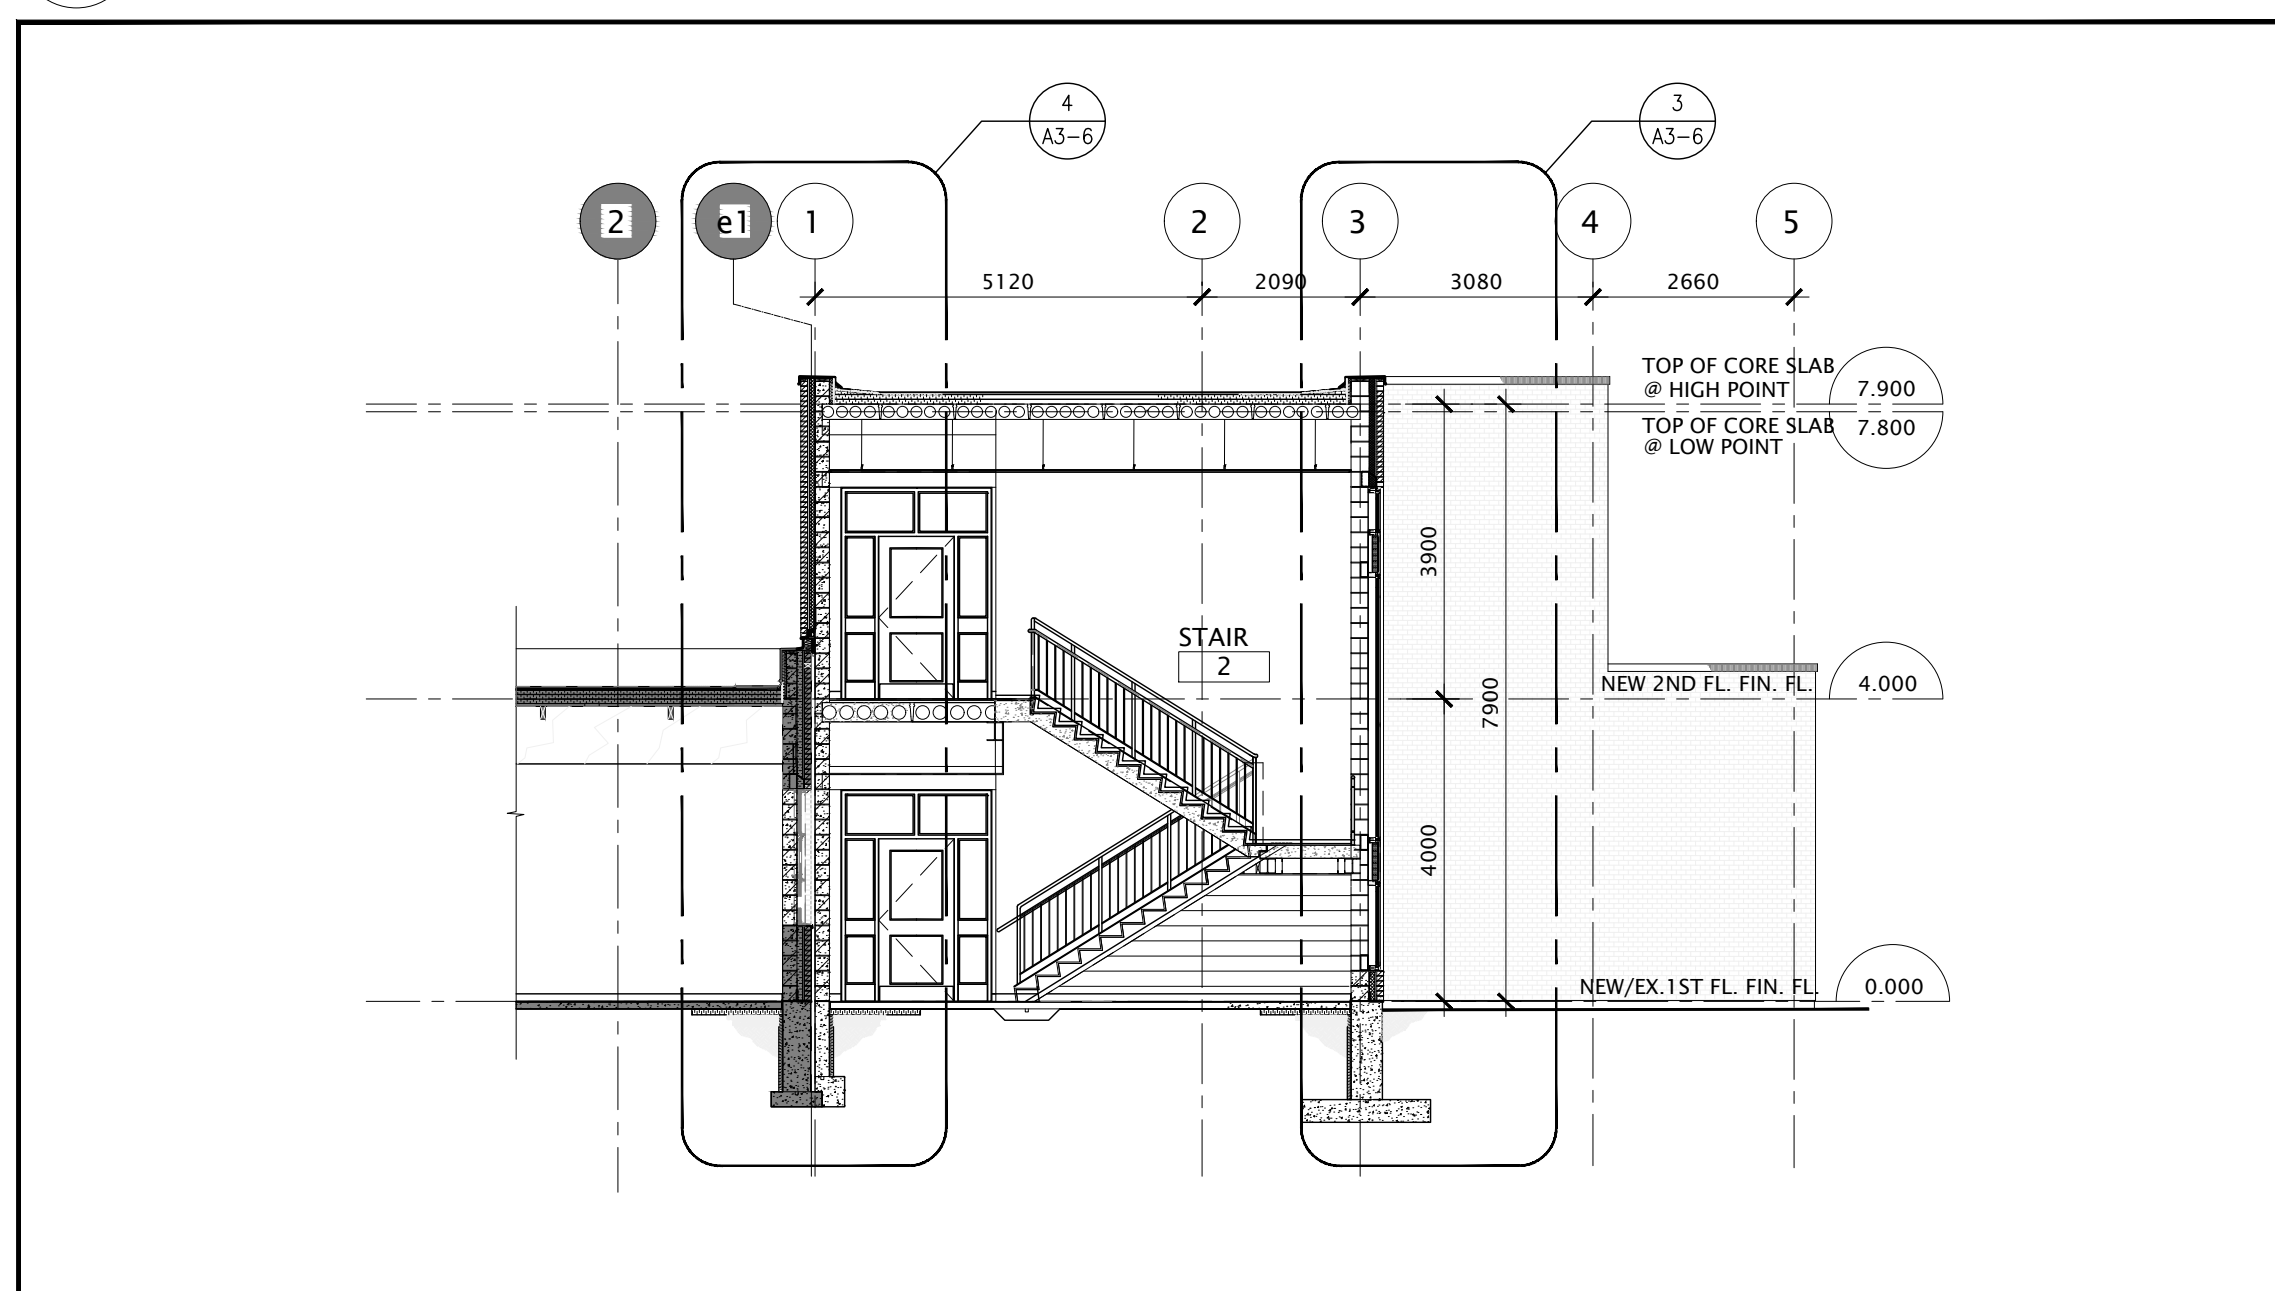 4
A3-6
3
A3-6
2
e1
1
2
3
4
5
5120
2090
3080
2660
TOP OF CORE SLAB
@ HIGH POINT
7.900
TOP OF CORE SLAB
@ LOW POINT
7.800
3900
STAIR
2
NEW 2ND FL. FIN. FL.
4.000
7900
4000
NEW/EX.1ST FL. FIN. FL.
0.000